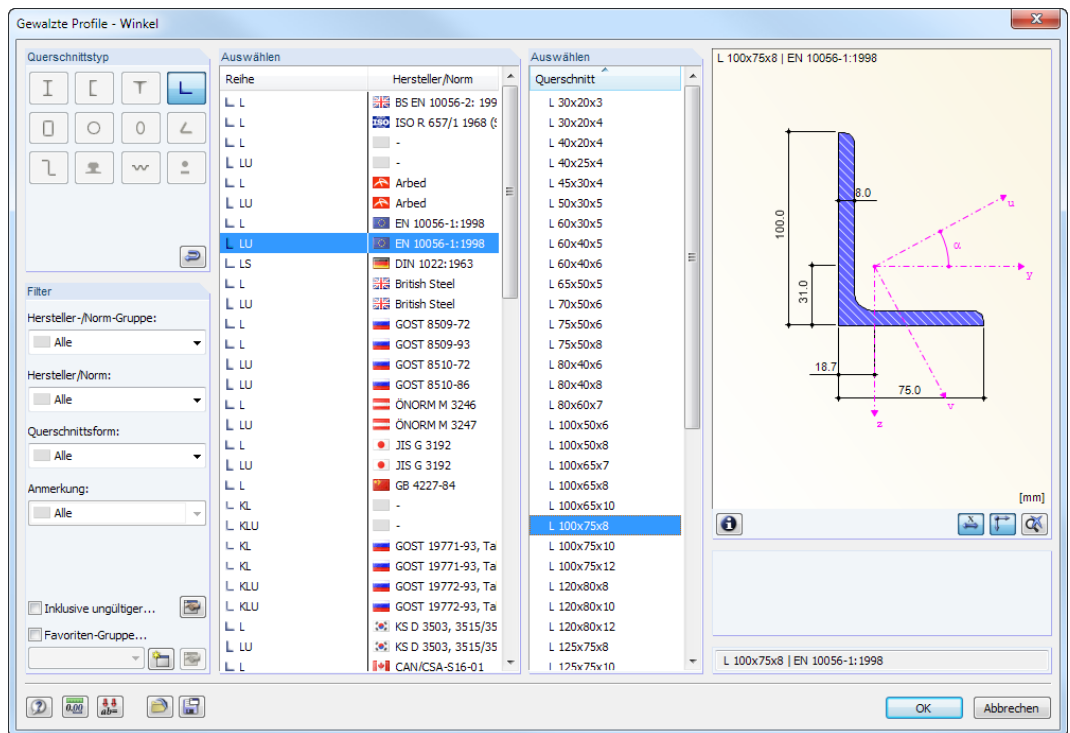 Gewalzte Profile - Winkel
Querschnittstyp
Filter
Hersteller-/Norm-Gruppe:
Alle
Hersteller/Norm:
Alle
Querschnittsform:
Alle
Anmerkung:
Alle
Inklusive ungültiger...
Favoriten-Gruppe...
Auswählen
Reihe Hersteller/Norm
L BS EN 10056-2: 199
L ISO ISO R 657/1 1968 (
L -
LU -
L Arbed
LU Arbed
L EN 10056-1:1998
LU EN 10056-1:1998
LS DIN 1022:1963
L British Steel
LU British Steel
L GOST 8509-72
L GOST 8509-93
LU GOST 8510-72
LU GOST 8510-86
L ÖNORM M 3246
LU ÖNORM M 3247
L JIS G 3192
LU JIS G 3192
L GB 4227-84
KL -
KLU -
KL GOST 19771-93, Ta
KL GOST 19771-93, Ta
KLU GOST 19772-93, Ta
KLU GOST 19772-93, Ta
L KS D 3503, 3515/35
LU KS D 3503, 3515/35
L CAN/CSA-S16-01
Auswählen
Querschnitt
L 30x20x3
L 30x20x4
L 40x20x4
L 40x25x4
L 45x30x4
L 50x30x5
L 60x30x5
L 60x40x5
L 60x40x6
L 65x50x5
L 70x50x6
L 75x50x6
L 75x50x8
L 80x40x6
L 80x40x8
L 80x60x7
L 100x50x6
L 100x50x8
L 100x65x7
L 100x65x8
L 100x65x10
L 100x75x8
L 100x75x10
L 100x75x12
L 120x80x8
L 120x80x10
L 120x80x12
L 125x75x8
L 125x75x10
L 100x75x8 | EN 10056-1:1998
8.0
u
100.0
α
y
31.0
18.7
75.0
v
z
[mm]
L 100x75x8 | EN 10056-1:1998
0.00
ab=
OK
Abbrechen